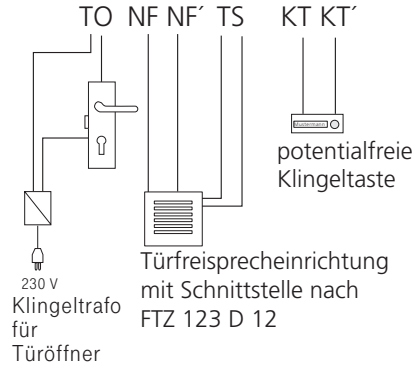 TO NF NF´ TS KT KT´
Mustermann
potentialfreie
Klingeltaste
230 V
Klingeltrafo
für
Türöffner
Türfreisprecheinrichtung
mit Schnittstelle nach
FTZ 123 D 12